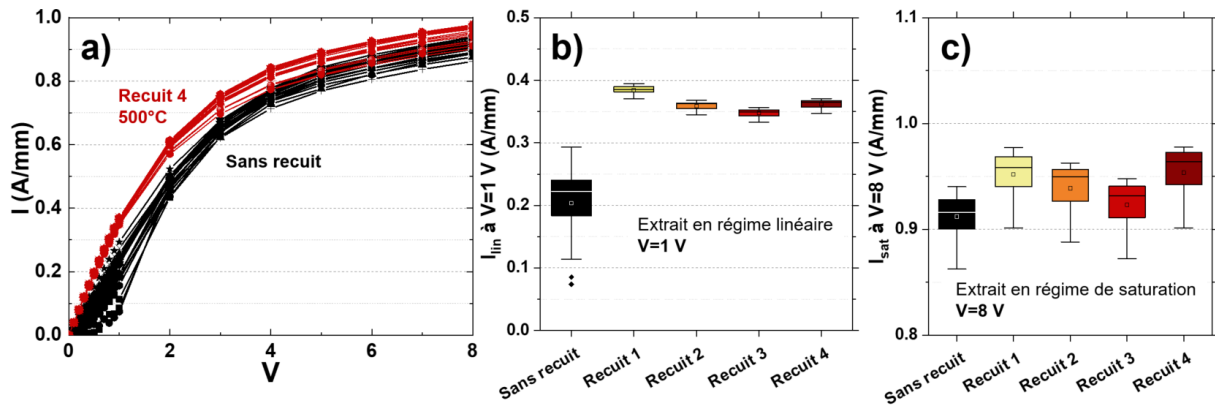 a)
I (A/mm)
1.0
0.8
0.6
0.4
0.2
0.0
Recuit 4
500°C
Sans recuit
0
2
4
6
8
V
b)
I_lin à V=1 V (A/mm)
0.5
0.4
0.3
0.2
0.1
0.0
Extrait en régime linéaire
V=1 V
Sans recuit
Recuit 1
Recuit 2
Recuit 3
Recuit 4
c)
I_sat à V=8 V (A/mm)
1.1
1.0
0.9
0.8
Extrait en régime de saturation
V=8 V
Sans recuit
Recuit 1
Recuit 2
Recuit 3
Recuit 4